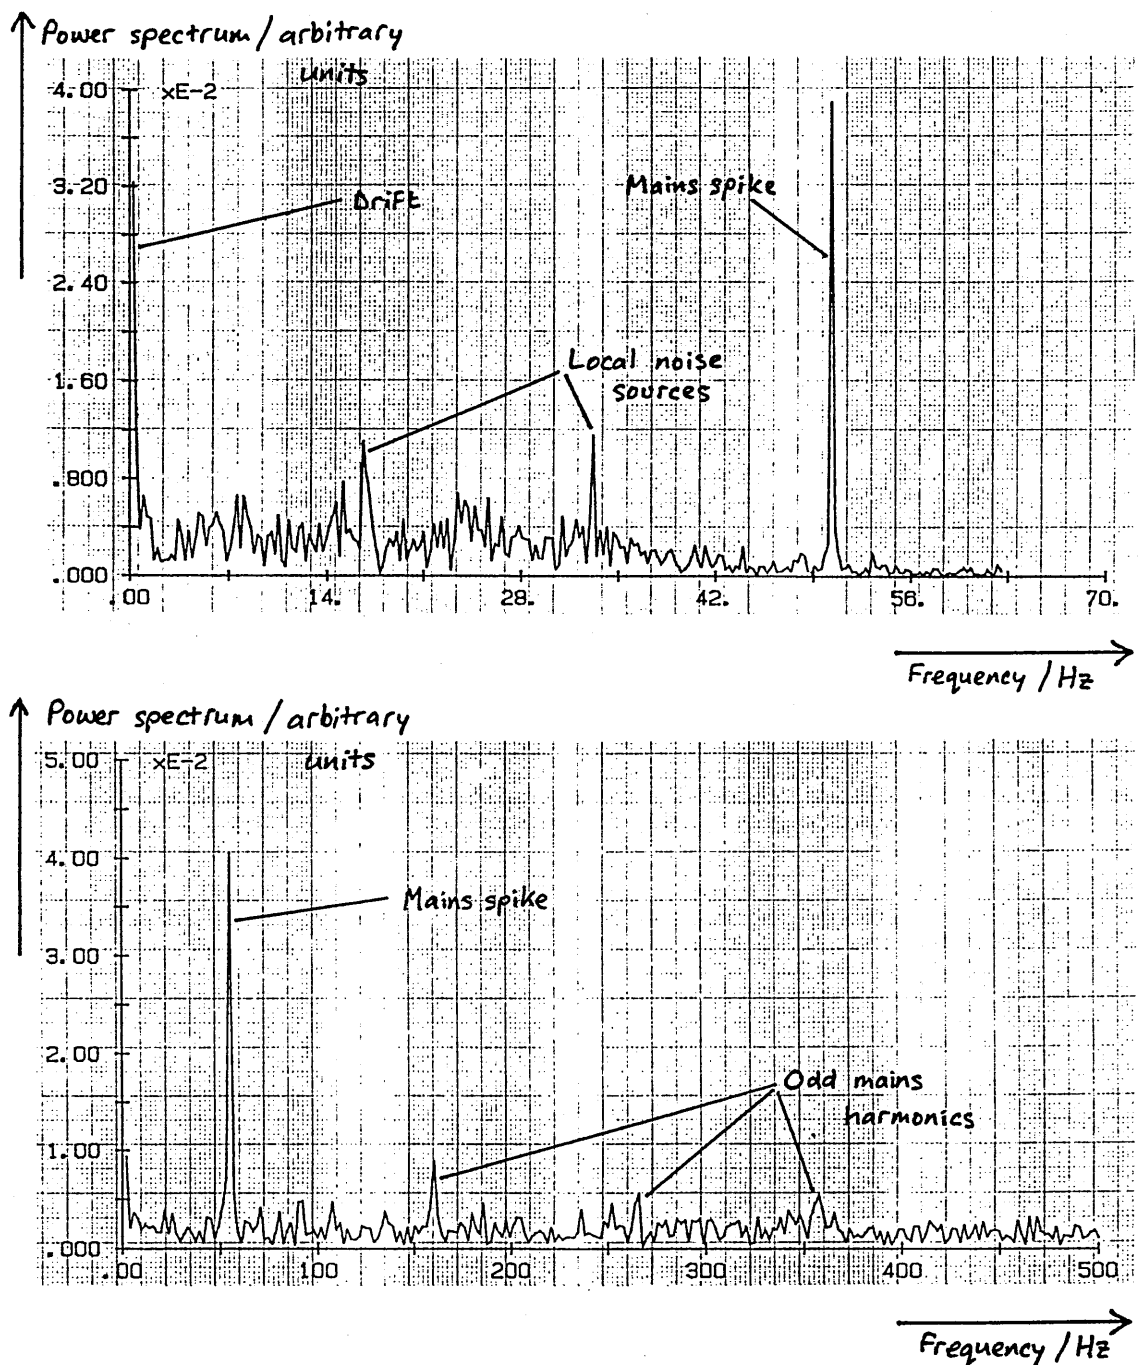 Power spectrum / arbitrary
units
4.00 ×E-2
3.20
Mains spike
Drift
2.40
Local noise
sources
1.60
.800
.000
.00 14. 28. 42. 56. 70.
Frequency / Hz
Power spectrum / arbitrary
units
5.00 ×E-2
4.00
Mains spike
3.00
2.00
Odd mains
harmonics
1.00
.000
.00 100 200 300 400 500
Frequency / Hz